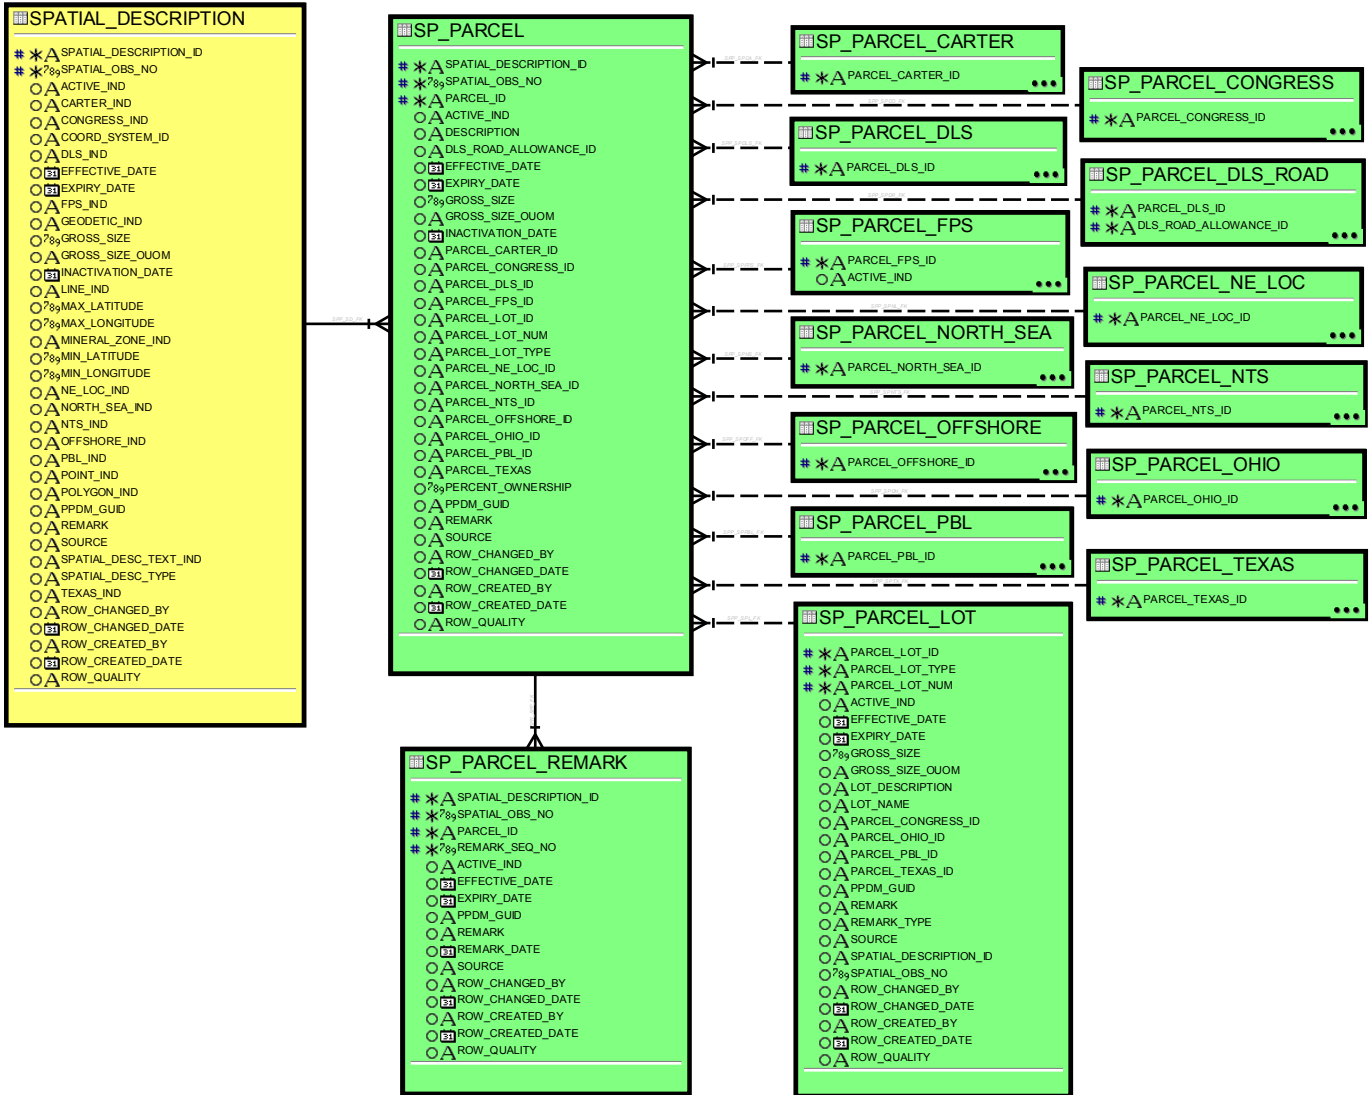 SPATIAL_DESCRIPTION
SPATIAL_DESCRIPTION_ID
SPATIAL_OBS_NO
ACTIVE_IND
CARTER_IND
CONGRESS_IND
COORD_SYSTEM_ID
DLS_IND
EFFECTIVE_DATE
EXPIRY_DATE
FPS_IND
GEODETIC_IND
GROSS_SIZE
GROSS_SIZE_OUOM
INACTIVATION_DATE
LINE_IND
MAX_LATITUDE
MAX_LONGITUDE
MINERAL_ZONE_IND
MIN_LATITUDE
MIN_LONGITUDE
NE_LOC_IND
NORTH_SEA_IND
NTS_IND
OFFSHORE_IND
PBL_IND
POINT_IND
POLYGON_IND
PPDM_GUID
REMARK
SOURCE
SPATIAL_DESC_TEXT_IND
SPATIAL_DESC_TYPE
TEXAS_IND
ROW_CHANGED_BY
ROW_CHANGED_DATE
ROW_CREATED_BY
ROW_CREATED_DATE
ROW_QUALITY
SP_PARCEL
SPATIAL_DESCRIPTION_ID
SPATIAL_OBS_NO
PARCEL_ID
ACTIVE_IND
DESCRIPTION
DLS_ROAD_ALLOWANCE_ID
EFFECTIVE_DATE
EXPIRY_DATE
GROSS_SIZE
GROSS_SIZE_OUOM
INACTIVATION_DATE
PARCEL_CARTER_ID
PARCEL_CONGRESS_ID
PARCEL_DLS_ID
PARCEL_FPS_ID
PARCEL_LOT_ID
PARCEL_LOT_NUM
PARCEL_LOT_TYPE
PARCEL_NE_LOC_ID
PARCEL_NORTH_SEA_ID
PARCEL_NTS_ID
PARCEL_OFFSHORE_ID
PARCEL_OHIO_ID
PARCEL_PBL_ID
PARCEL_TEXAS
PERCENT_OWNERSHIP
PPDM_GUID
REMARK
SOURCE
ROW_CHANGED_BY
ROW_CHANGED_DATE
ROW_CREATED_BY
ROW_CREATED_DATE
ROW_QUALITY
SP_PARCEL_REMARK
SPATIAL_DESCRIPTION_ID
SPATIAL_OBS_NO
PARCEL_ID
REMARK_SEQ_NO
ACTIVE_IND
EFFECTIVE_DATE
EXPIRY_DATE
PPDM_GUID
REMARK
REMARK_DATE
SOURCE
ROW_CHANGED_BY
ROW_CHANGED_DATE
ROW_CREATED_BY
ROW_CREATED_DATE
ROW_QUALITY
SP_PARCEL_CARTER
PARCEL_CARTER_ID
SP_PARCEL_CONGRESS
PARCEL_CONGRESS_ID
SP_PARCEL_DLS
PARCEL_DLS_ID
SP_PARCEL_DLS_ROAD
PARCEL_DLS_ID
DLS_ROAD_ALLOWANCE_ID
SP_PARCEL_FPS
PARCEL_FPS_ID
ACTIVE_IND
SP_PARCEL_NE_LOC
PARCEL_NE_LOC_ID
SP_PARCEL_NORTH_SEA
PARCEL_NORTH_SEA_ID
SP_PARCEL_NTS
PARCEL_NTS_ID
SP_PARCEL_OFFSHORE
PARCEL_OFFSHORE_ID
SP_PARCEL_OHIO
PARCEL_OHIO_ID
SP_PARCEL_PBL
PARCEL_PBL_ID
SP_PARCEL_TEXAS
PARCEL_TEXAS_ID
SP_PARCEL_LOT
PARCEL_LOT_ID
PARCEL_LOT_TYPE
PARCEL_LOT_NUM
ACTIVE_IND
EFFECTIVE_DATE
EXPIRY_DATE
GROSS_SIZE
GROSS_SIZE_OUOM
LOT_DESCRIPTION
LOT_NAME
PARCEL_CONGRESS_ID
PARCEL_OHIO_ID
PARCEL_PBL_ID
PARCEL_TEXAS_ID
PPDM_GUID
REMARK
REMARK_TYPE
SOURCE
SPATIAL_DESCRIPTION_ID
SPATIAL_OBS_NO
ROW_CHANGED_BY
ROW_CHANGED_DATE
ROW_CREATED_BY
ROW_CREATED_DATE
ROW_QUALITY